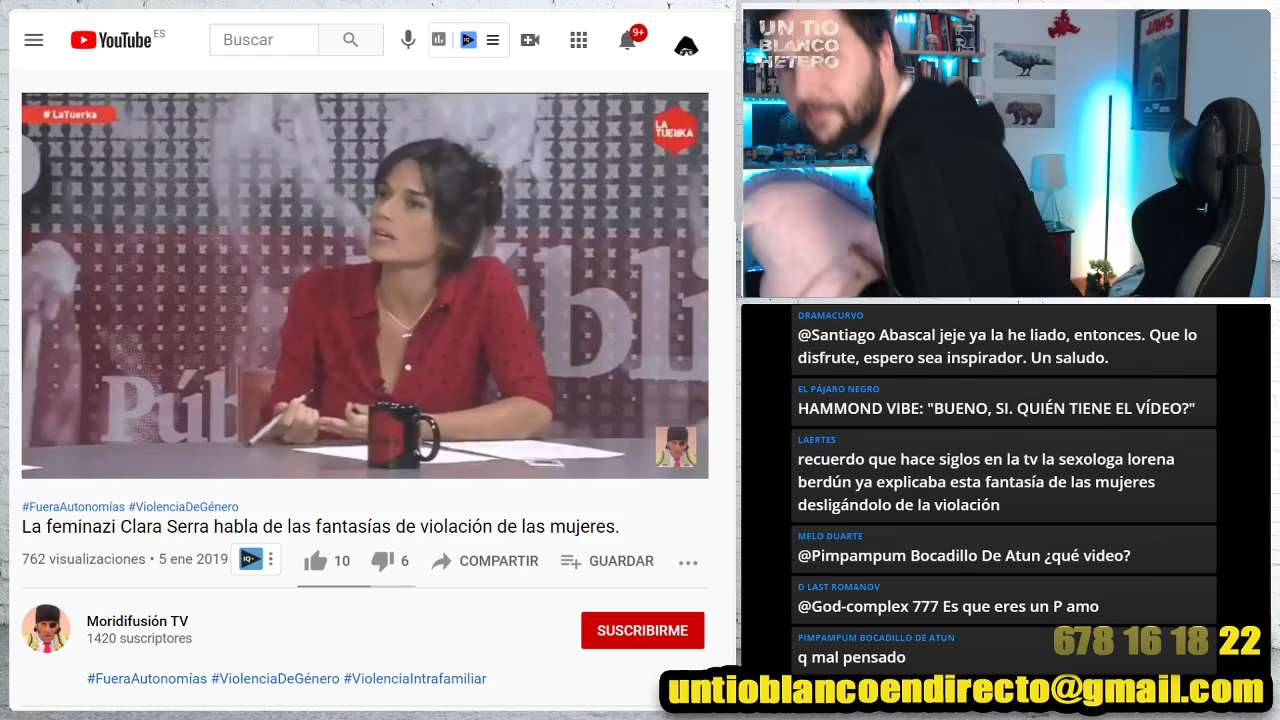 YouTube ES
Buscar
9+
# LaTuerka
LA TUERKA
Públi
Públ
#FueraAutonomías #ViolenciaDeGénero
La feminazi Clara Serra habla de las fantasías de violación de las mujeres.
762 visualizaciones • 5 ene 2019
10
6
COMPARTIR
GUARDAR
Moridifusión TV
1420 suscriptores
SUSCRIBIRME
#FueraAutonomías #ViolenciaDeGénero #ViolenciaIntrafamiliar
UN TIO
BLANCO
HETERO
JAWS
DRAMACURVO
@Santiago Abascal jeje ya la he liado, entonces. Que lo
disfrute, espero sea inspirador. Un saludo.
EL PÁJARO NEGRO
HAMMOND VIBE: "BUENO, SI. QUIÉN TIENE EL VÍDEO?"
LAERTES
recuerdo que hace siglos en la tv la sexologa lorena
berdún ya explicaba esta fantasía de las mujeres
desligándolo de la violación
MELO DUARTE
@Pimpampum Bocadillo De Atun ¿qué video?
D LAST ROMANOV
@God-complex 777 Es que eres un P amo
PIMPAMPUM BOCADILLO DE ATUN
q mal pensado
678 16 18 22
untioblancoendirecto@gmail.com